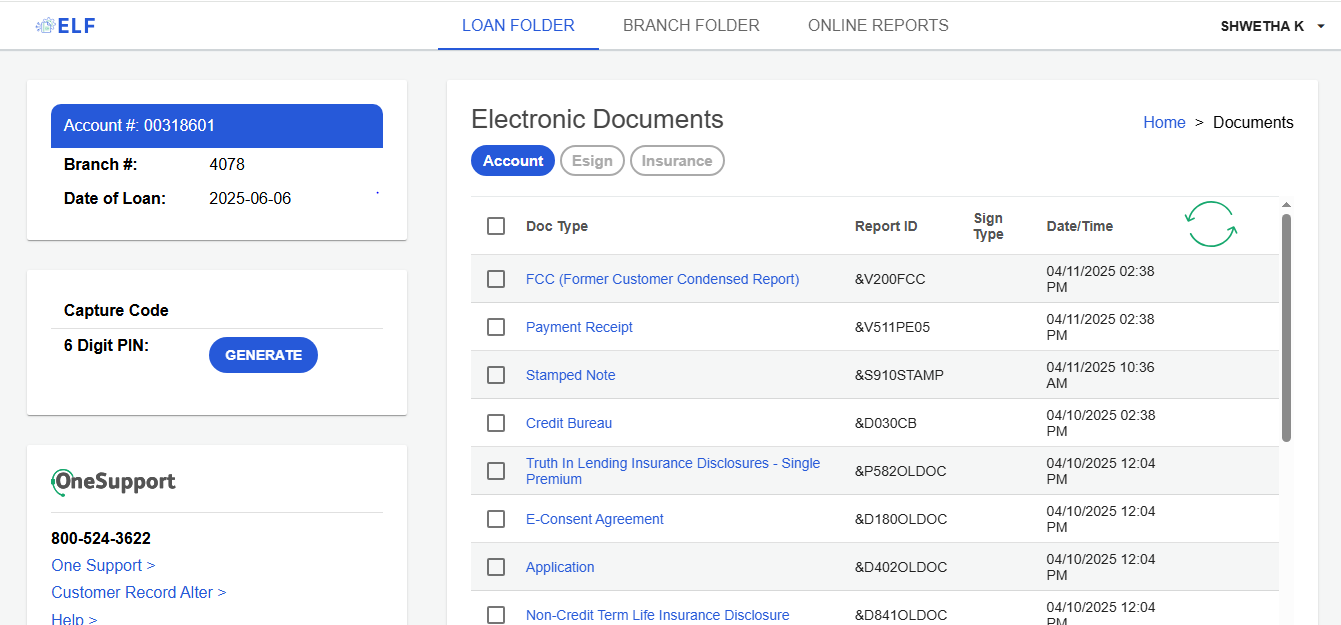 ELF
LOAN FOLDER
BRANCH FOLDER
ONLINE REPORTS
SHWETHA K
Account #: 00318601
Branch #: 4078
Date of Loan: 2025-06-06
Capture Code
6 Digit PIN: GENERATE
OneSupport
800-524-3622
One Support >
Customer Record Alter >
Help >
Electronic Documents
Home > Documents
Account Esign Insurance
Doc Type Report ID Sign Type Date/Time
FCC (Former Customer Condensed Report) &V200FCC 04/11/2025 02:38 PM
Payment Receipt &V511PE05 04/11/2025 02:38 PM
Stamped Note &S910STAMP 04/11/2025 10:36 AM
Credit Bureau &D030CB 04/10/2025 02:38 PM
Truth In Lending Insurance Disclosures - Single Premium &P582OLDOC 04/10/2025 12:04 PM
E-Consent Agreement &D180OLDOC 04/10/2025 12:04 PM
Application &D402OLDOC 04/10/2025 12:04 PM
Non-Credit Term Life Insurance Disclosure &D841OLDOC 04/10/2025 12:04 PM